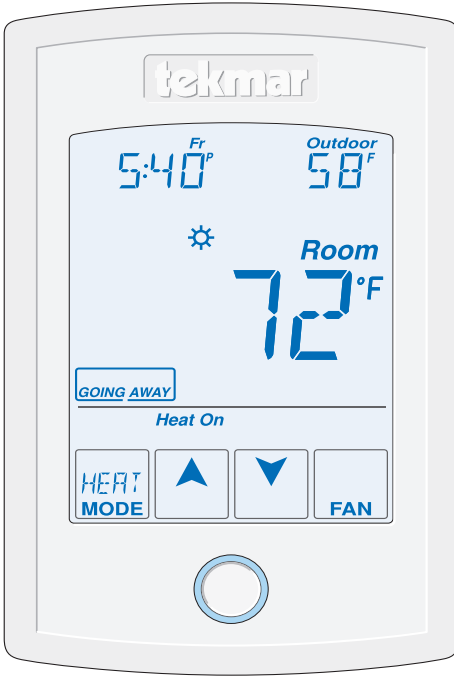 tekmar
Fr Outdoor
5:40P 58F
Room
72°F
GOING AWAY
Heat On
HEAT
MODE FAN